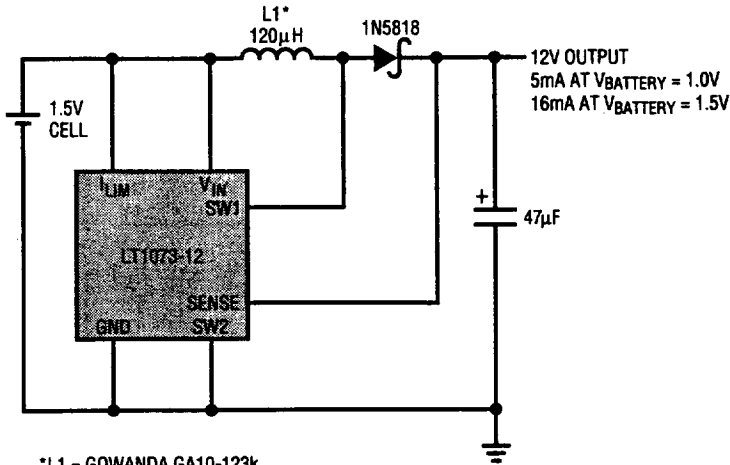 L1*
120µH
1N5818
12V OUTPUT
5mA AT VBATTERY = 1.0V
16mA AT VBATTERY = 1.5V
1.5V
CELL
ILIM
VIN
SW1
LT1073-12
SENSE
GND
SW2
+
47µF
*L1 = GOWANDA GA10-123k